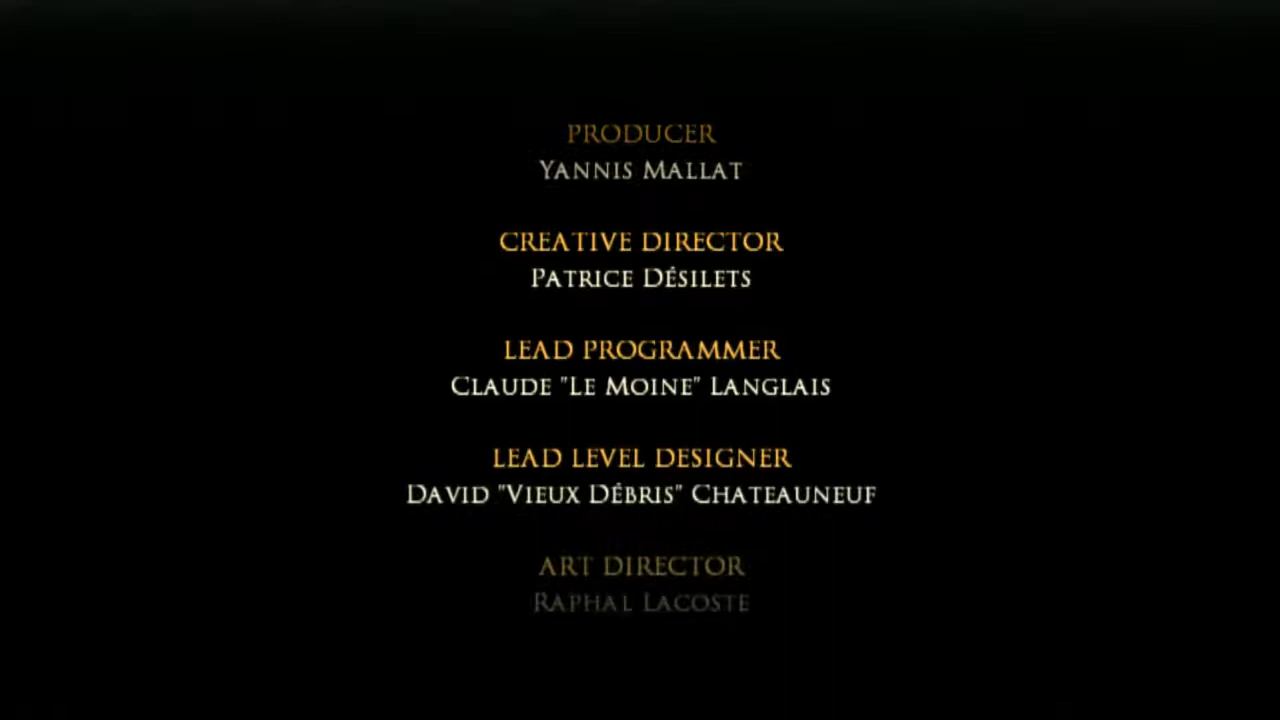 PRODUCER
YANNIS MALLAT
CREATIVE DIRECTOR
PATRICE DÉSILETS
LEAD PROGRAMMER
CLAUDE "LE MOINE" LANGLAIS
LEAD LEVEL DESIGNER
DAVID "VIEUX DÉBRIS" CHATEAUNEUF
ART DIRECTOR
RAPHAL LACOSTE